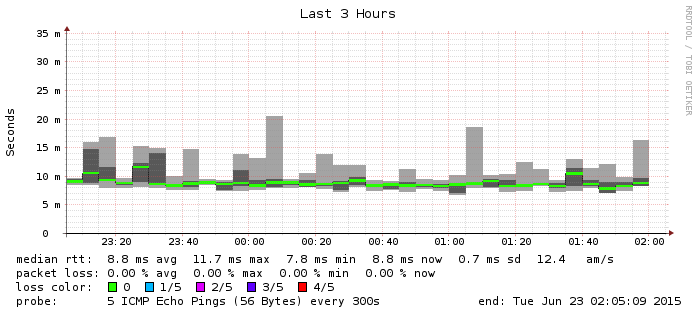 Last 3 Hours
RRDTOOL / TOBI OETIKER
Seconds
35 m
30 m
25 m
20 m
15 m
10 m
5 m
0
23:20 23:40 00:00 00:20 00:40 01:00 01:20 01:40 02:00
median rtt: 8.8 ms avg 11.7 ms max 7.8 ms min 8.8 ms now 0.7 ms sd 12.4 am/s
packet loss: 0.00 % avg 0.00 % max 0.00 % min 0.00 % now
loss color: 0 1/5 2/5 3/5 4/5
probe: 5 ICMP Echo Pings (56 Bytes) every 300s end: Tue Jun 23 02:05:09 2015